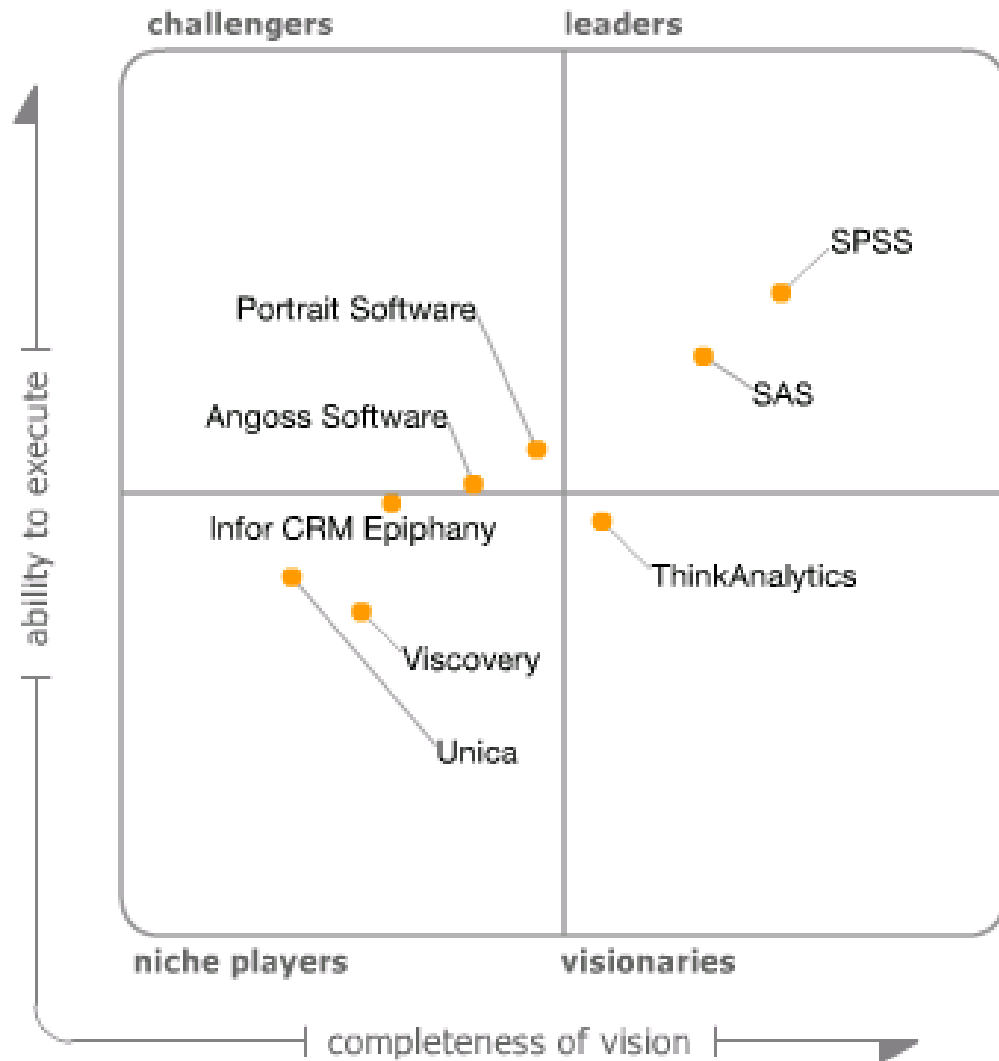 challengers
leaders
SPSS
Portrait Software
SAS
Angoss Software
Infor CRM Epiphany
ThinkAnalytics
Viscovery
Unica
ability to execute
niche players
visionaries
completeness of vision